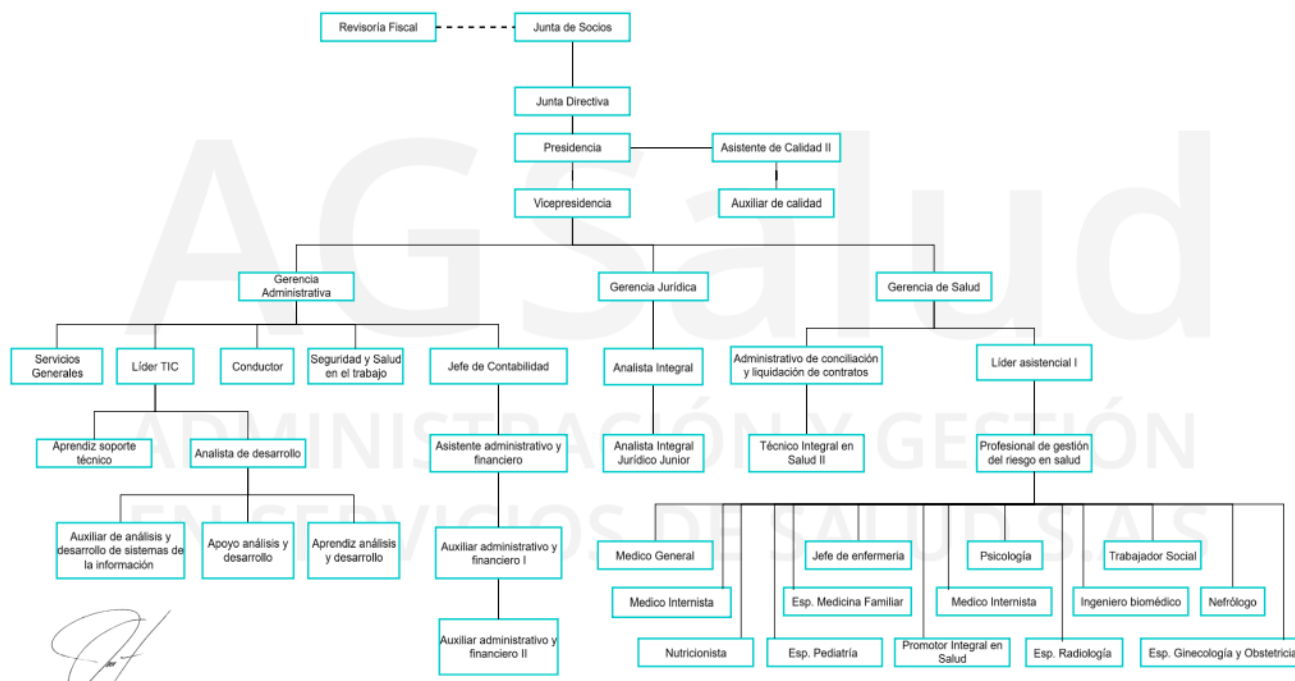 Revisoría Fiscal
Junta de Socios
Junta Directiva
Presidencia
Asistente de Calidad II
Vicepresidencia
Auxiliar de calidad
Gerencia
Administrativa
Gerencia Jurídica
Gerencia de Salud
Servicios
Generales
Líder TIC
Conductor
Seguridad y Salud
en el trabajo
Jefe de Contabilidad
Analista Integral
Administrativo de conciliación
y liquidación de contratos
Líder asistencial I
Aprendiz soporte
técnico
Analista de desarrollo
Asistente administrativo y
financiero
Analista Integral
Jurídico Junior
Técnico Integral en
Salud II
Profesional de gestión
del riesgo en salud
Auxiliar de análisis y
desarrollo de sistemas de
la información
Apoyo análisis y
desarrollo
Aprendiz análisis
y desarrollo
Auxiliar administrativo y
financiero I
Auxiliar administrativo y
financiero II
Medico General
Jefe de enfermeria
Psicología
Trabajador Social
Medico Internista
Esp. Medicina Familiar
Medico Internista
Ingeniero biomédico
Nefrólogo
Nutricionista
Esp. Pediatría
Promotor Integral en
Salud
Esp. Radiología
Esp. Ginecología y Obstetricia
AGSalud
ADMINISTRACIÓN Y GESTIÓN
EN SERVICIOS DE SALUD S.A.S